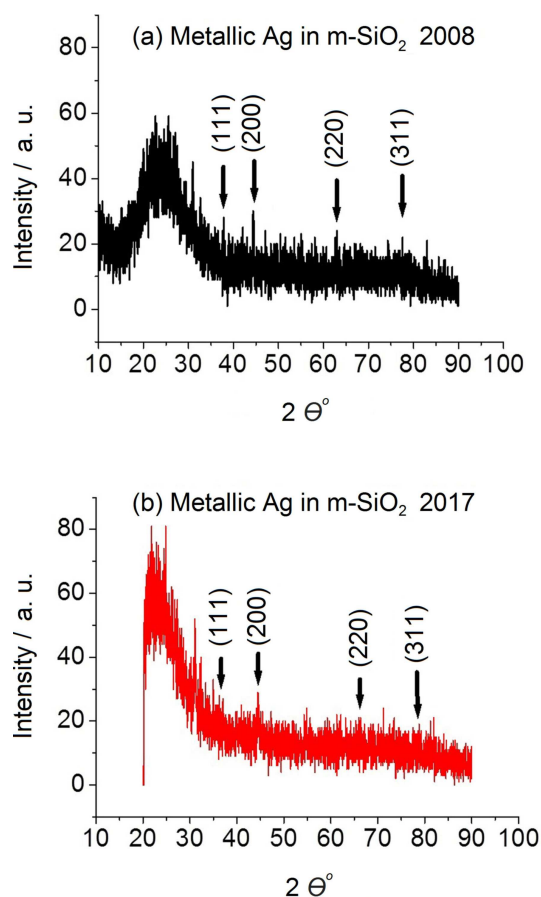 (a) Metallic Ag in m-SiO₂ 2008
80
60
40
20
0
Intensity / a. u.
(111)
(200)
(220)
(311)
10 20 30 40 50 60 70 80 90 100
2 Θ°
(b) Metallic Ag in m-SiO₂ 2017
80
60
40
20
0
Intensity / a. u.
(111)
(200)
(220)
(311)
10 20 30 40 50 60 70 80 90 100
2 Θ°